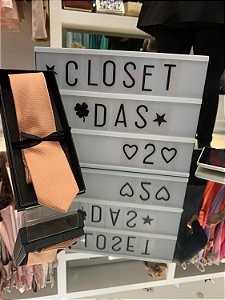 CLOSET
♣ DAS ★
♡ 2 ♡